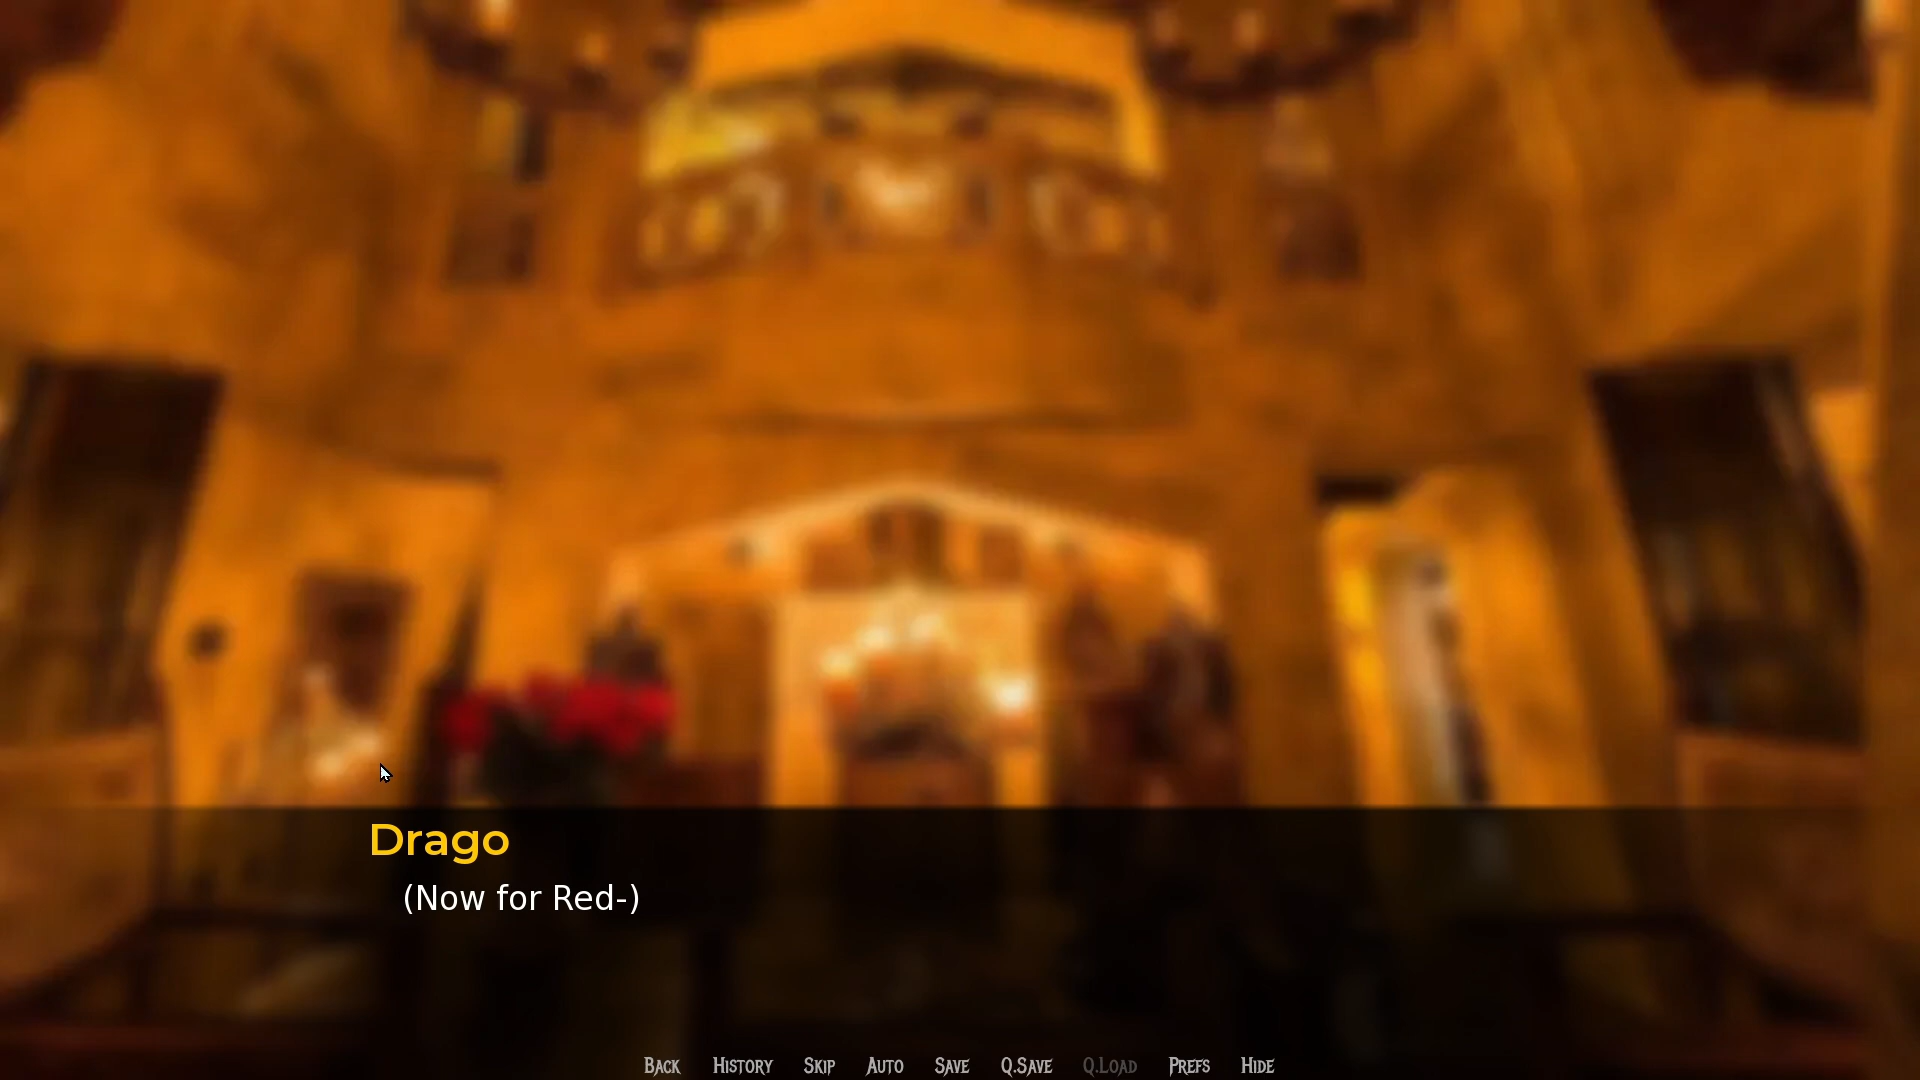 Drago
(Now for Red-)
Back History Skip Auto Save Q.Save Q.Load Prefs Hide